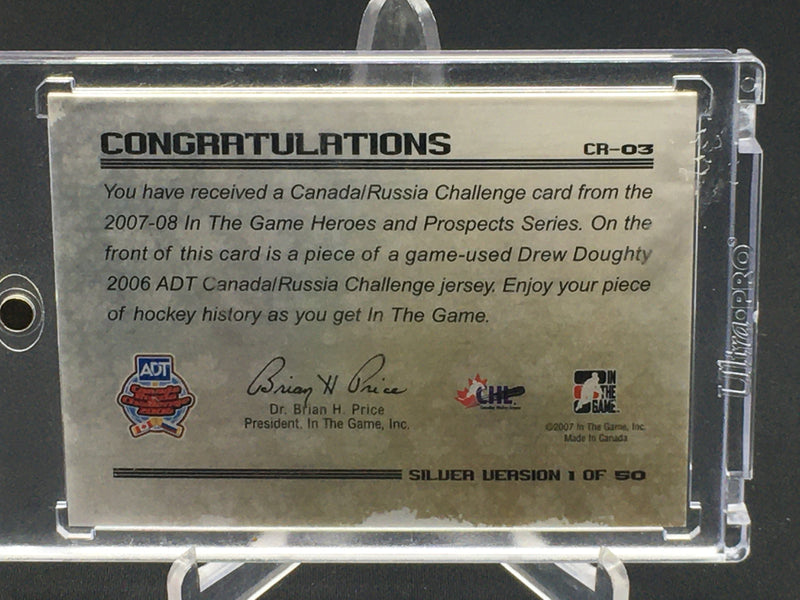 CONGRATULATIONS
CR-03
You have received a Canada/Russia Challenge card from the
2007-08 In The Game Heroes and Prospects Series. On the
front of this card is a piece of a game-used Drew Doughty
2006 ADT Canada/Russia Challenge jersey. Enjoy your piece
of hockey history as you get In The Game.
ADT
Brian H Price
Dr. Brian H. Price
President, In The Game, Inc.
CHL
IN
THE
GAME
©2007 In The Game, Inc.
Made In Canada
SILVER VERSION 1 OF 50
Ultra•PRO®